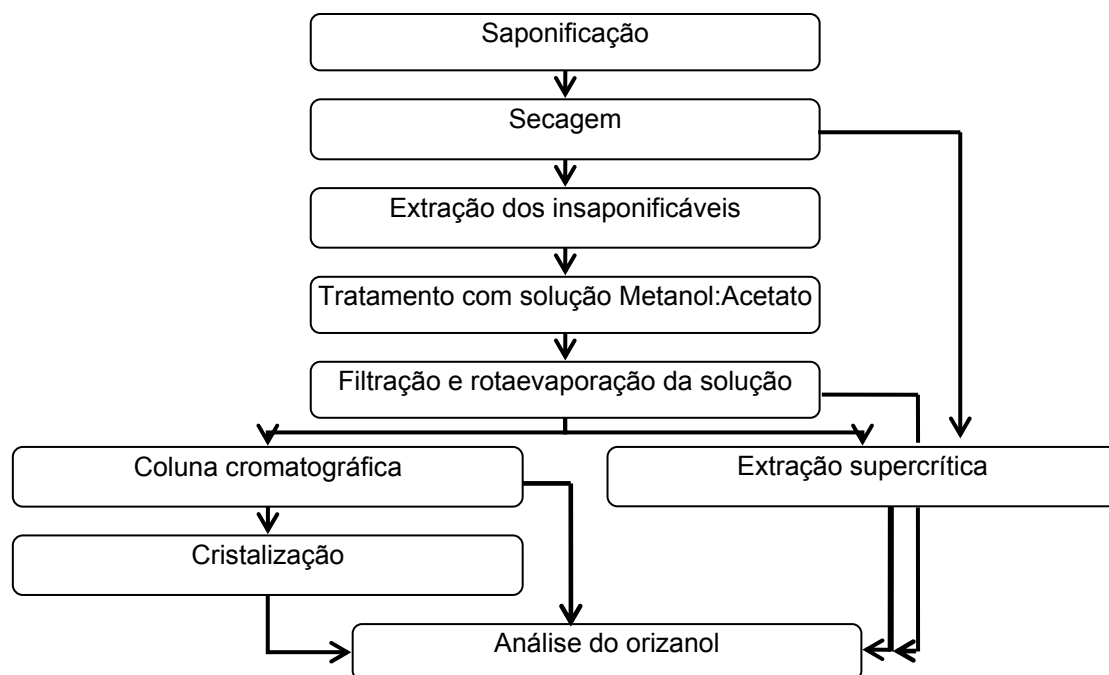 Saponificação
Secagem
Extração dos insaponificáveis
Tratamento com solução Metanol:Acetato
Filtração e rotaevaporação da solução
Coluna cromatográfica
Extração supercrítica
Cristalização
Análise do orizanol